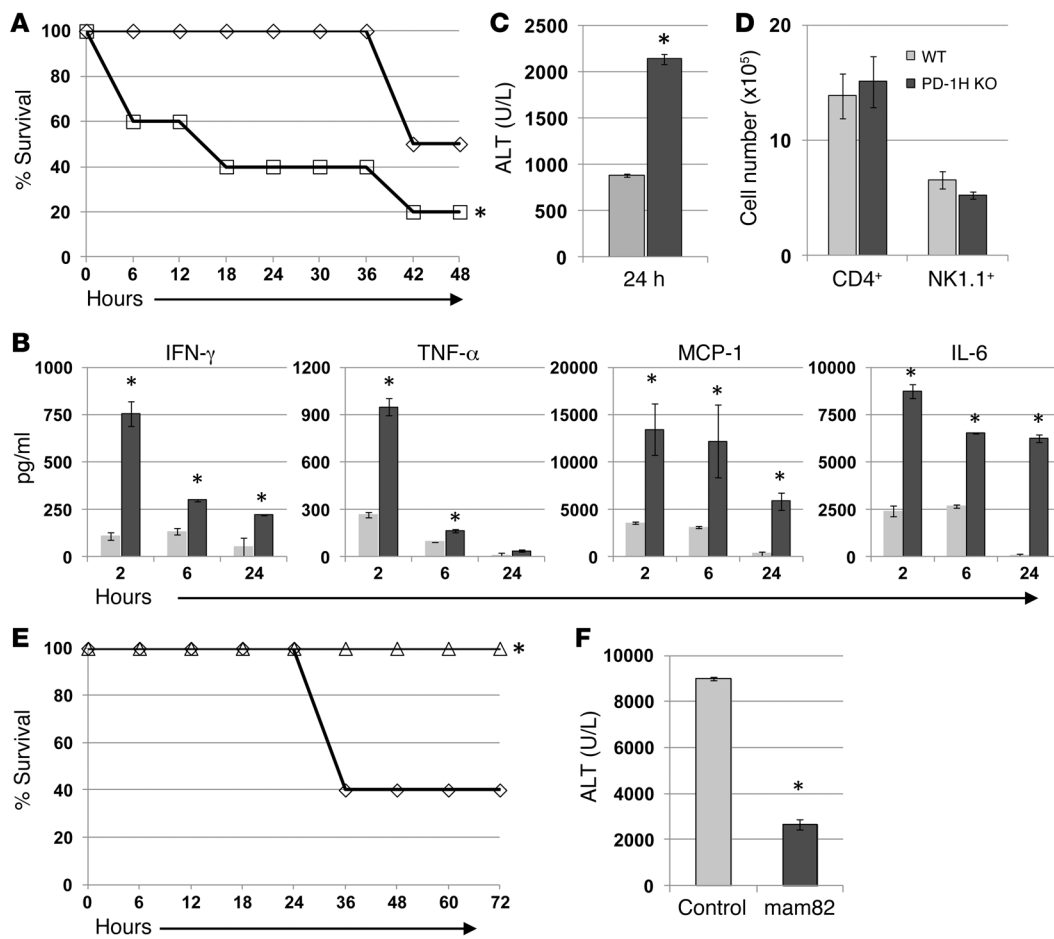 A
100
80
60
40
20
0
% Survival
*
0 6 12 18 24 30 36 42 48
Hours
C
2500
2000
1500
1000
500
0
ALT (U/L)
*
24 h
D
20
10
0
Cell number (x10⁵)
WT
PD-1H KO
CD4⁺ NK1.1⁺
B
IFN-γ
1000
750
500
250
0
pg/ml
* * *
2 6 24
TNF-α
1200
900
600
300
0
* *
2 6 24
MCP-1
20000
15000
10000
5000
0
* * *
2 6 24
IL-6
10000
7500
5000
2500
0
* * *
2 6 24
Hours
E
100
80
60
40
20
0
% Survival
*
0 6 12 18 24 36 48 60 72
Hours
F
10000
8000
6000
4000
2000
0
ALT (U/L)
*
Control mam82